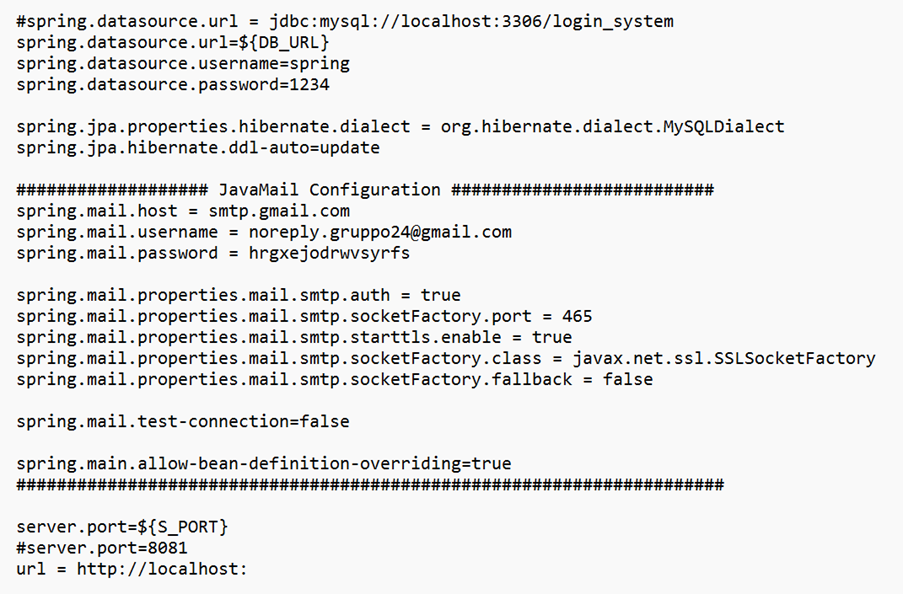 #spring.datasource.url = jdbc:mysql://localhost:3306/login_system
spring.datasource.url=${DB_URL}
spring.datasource.username=spring
spring.datasource.password=1234
spring.jpa.properties.hibernate.dialect = org.hibernate.dialect.MySQLDialect
spring.jpa.hibernate.ddl-auto=update
################### JavaMail Configuration ##########################
spring.mail.host = smtp.gmail.com
spring.mail.username = noreply.gruppo24@gmail.com
spring.mail.password = hrgxejodrwvsyrfs
spring.mail.properties.mail.smtp.auth = true
spring.mail.properties.mail.smtp.socketFactory.port = 465
spring.mail.properties.mail.smtp.starttls.enable = true
spring.mail.properties.mail.smtp.socketFactory.class = javax.net.ssl.SSLSocketFactory
spring.mail.properties.mail.smtp.socketFactory.fallback = false
spring.mail.test-connection=false
spring.main.allow-bean-definition-overriding=true
######################################################################
server.port=${S_PORT}
#server.port=8081
url = http://localhost: